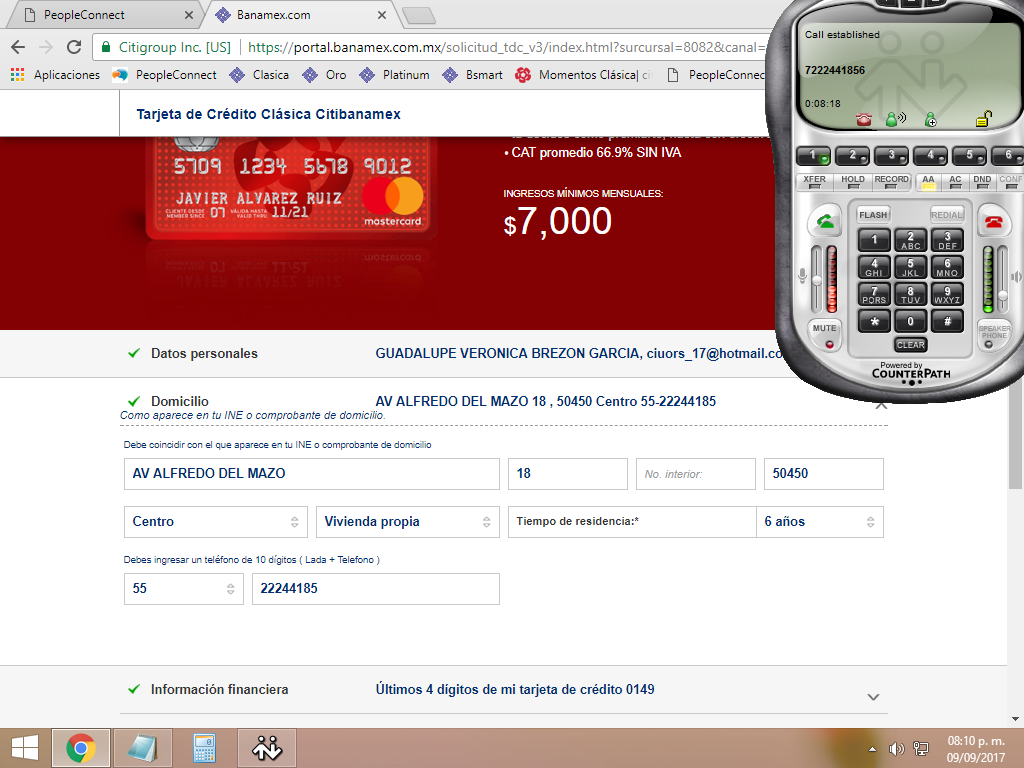 PeopleConnect
Banamex.com
Citigroup Inc. [US]
https://portal.banamex.com.mx/solicitud_tdc_v3/index.html?surcursal=8082&canal=
Aplicaciones
PeopleConnect
Clasica
Oro
Platinum
Bsmart
Momentos Clásica| ci
PeopleConnec
Tarjeta de Crédito Clásica Citibanamex
• CAT promedio 66.9% SIN IVA
INGRESOS MÍNIMOS MENSUALES:
$7,000
5709 1234 5678 9012
JAVIER ALVAREZ RUIZ
CLIENTE DESDE
MEMBER SINCE
07
VÁLIDA HASTA
VALID THRU
11/21
mastercard
Datos personales
GUADALUPE VERONICA BREZON GARCIA, ciuors_17@hotmail.co
Domicilio
AV ALFREDO DEL MAZO 18 , 50450 Centro 55-22244185
Como aparece en tu INE o comprobante de domicilio.
Debe coincidir con el que aparece en tu INE o comprobante de domicilio
AV ALFREDO DEL MAZO
18
No. interior:
50450
Centro
Vivienda propia
Tiempo de residencia:*
6 años
Debes ingresar un teléfono de 10 dígitos ( Lada + Telefono )
55
22244185
Información financiera
Últimos 4 dígitos de mi tarjeta de crédito 0149
Call established
7222441856
0:08:18
1 2 3 4 5 6
XFER HOLD RECORD AA AC DND CONF
FLASH
REDIAL
1 2 ABC 3 DEF
4 GHI 5 JKL 6 MNO
7 PQRS 8 TUV 9 WXYZ
* 0 #
MUTE
SPEAKER
PHONE
CLEAR
Powered by
COUNTERPATH
08:10 p. m.
09/09/2017